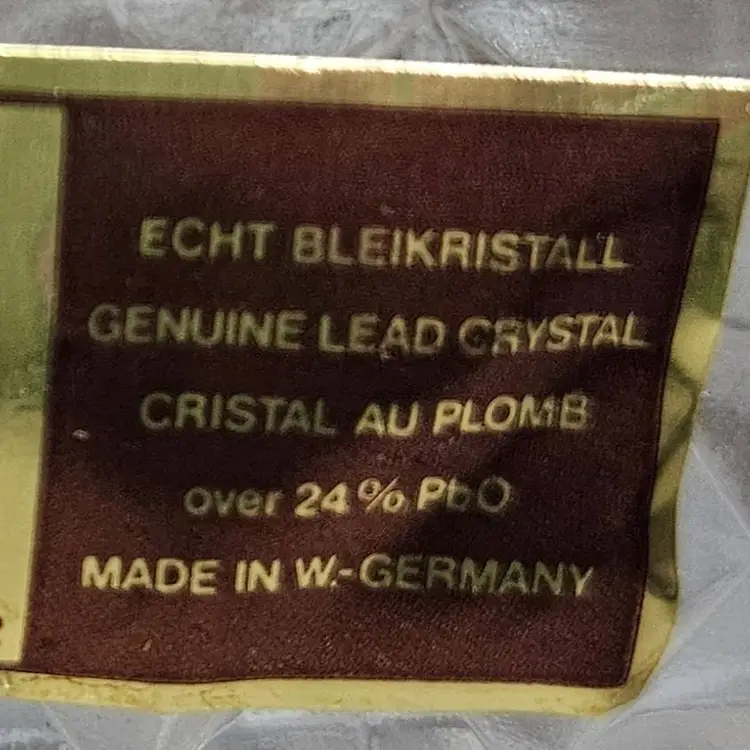 ECHT BLEIKRISTALL
GENUINE LEAD CRYSTAL
CRISTAL AU PLOMB
over 24% PbO
MADE IN W.-GERMANY